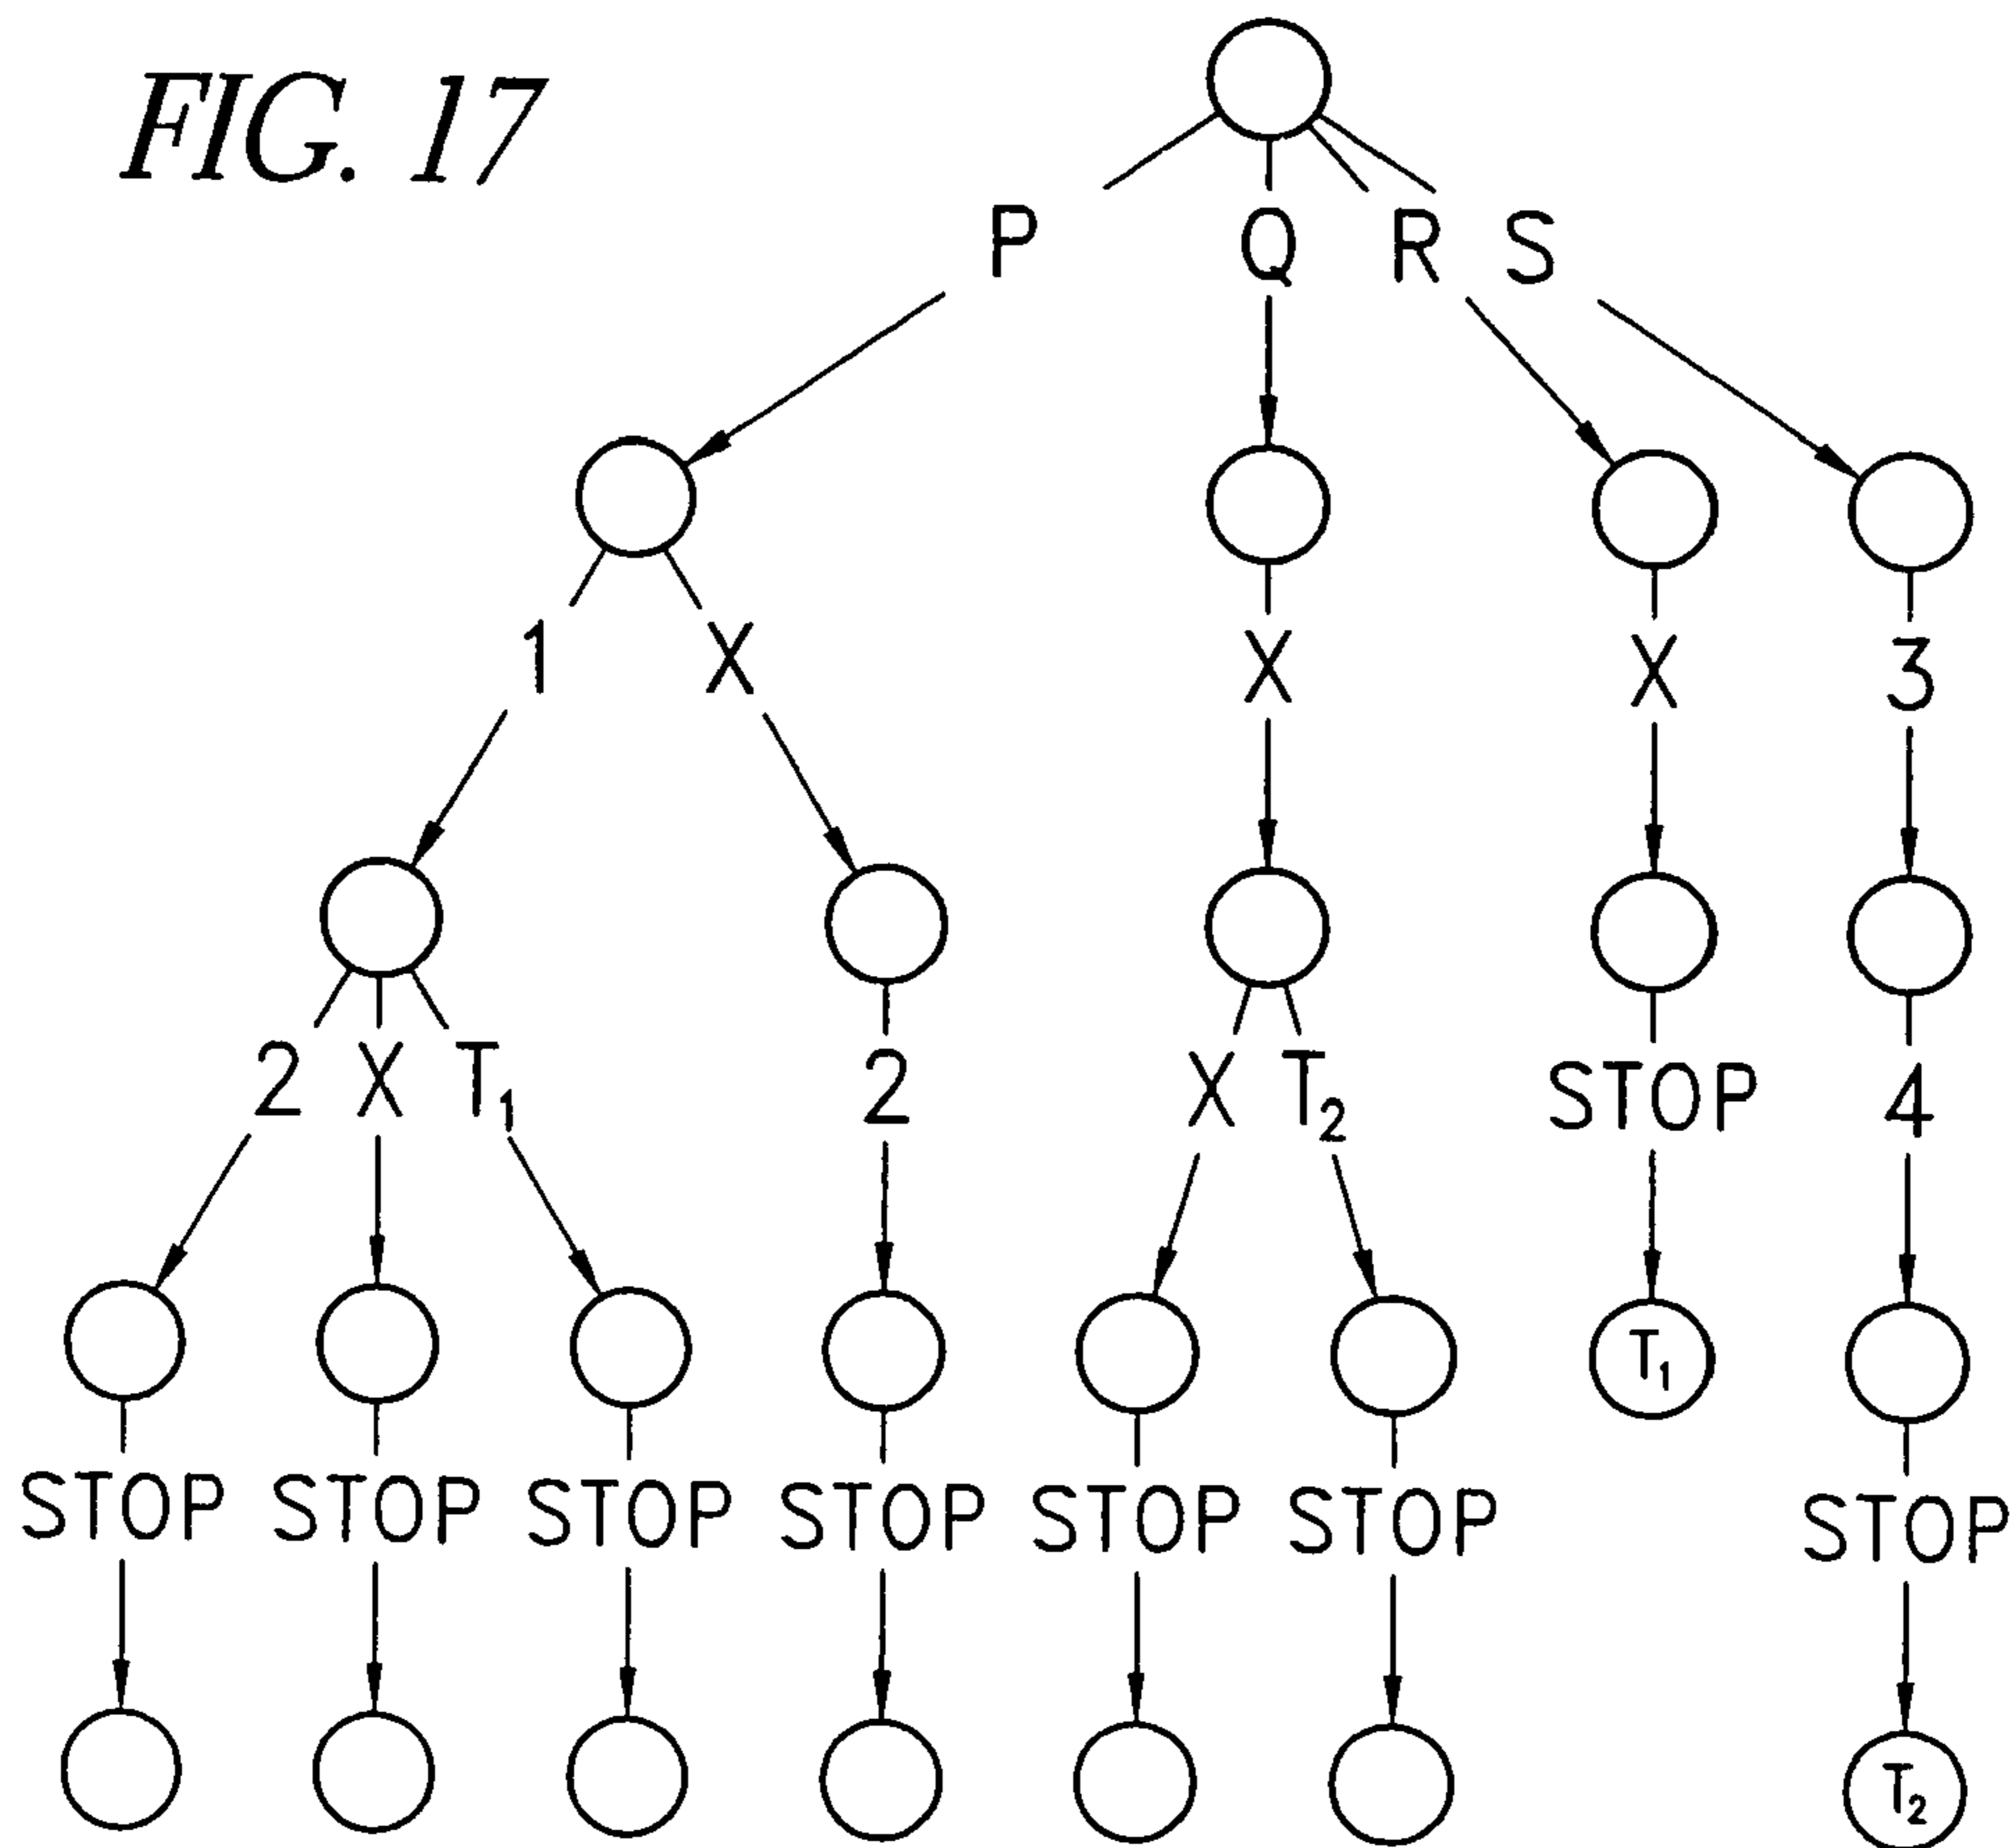 FIG. 17
P Q R S
1 X X X 3
2 X T₁ 2 X T₂ STOP 4
T₁
STOP STOP STOP STOP STOP STOP STOP
T₂